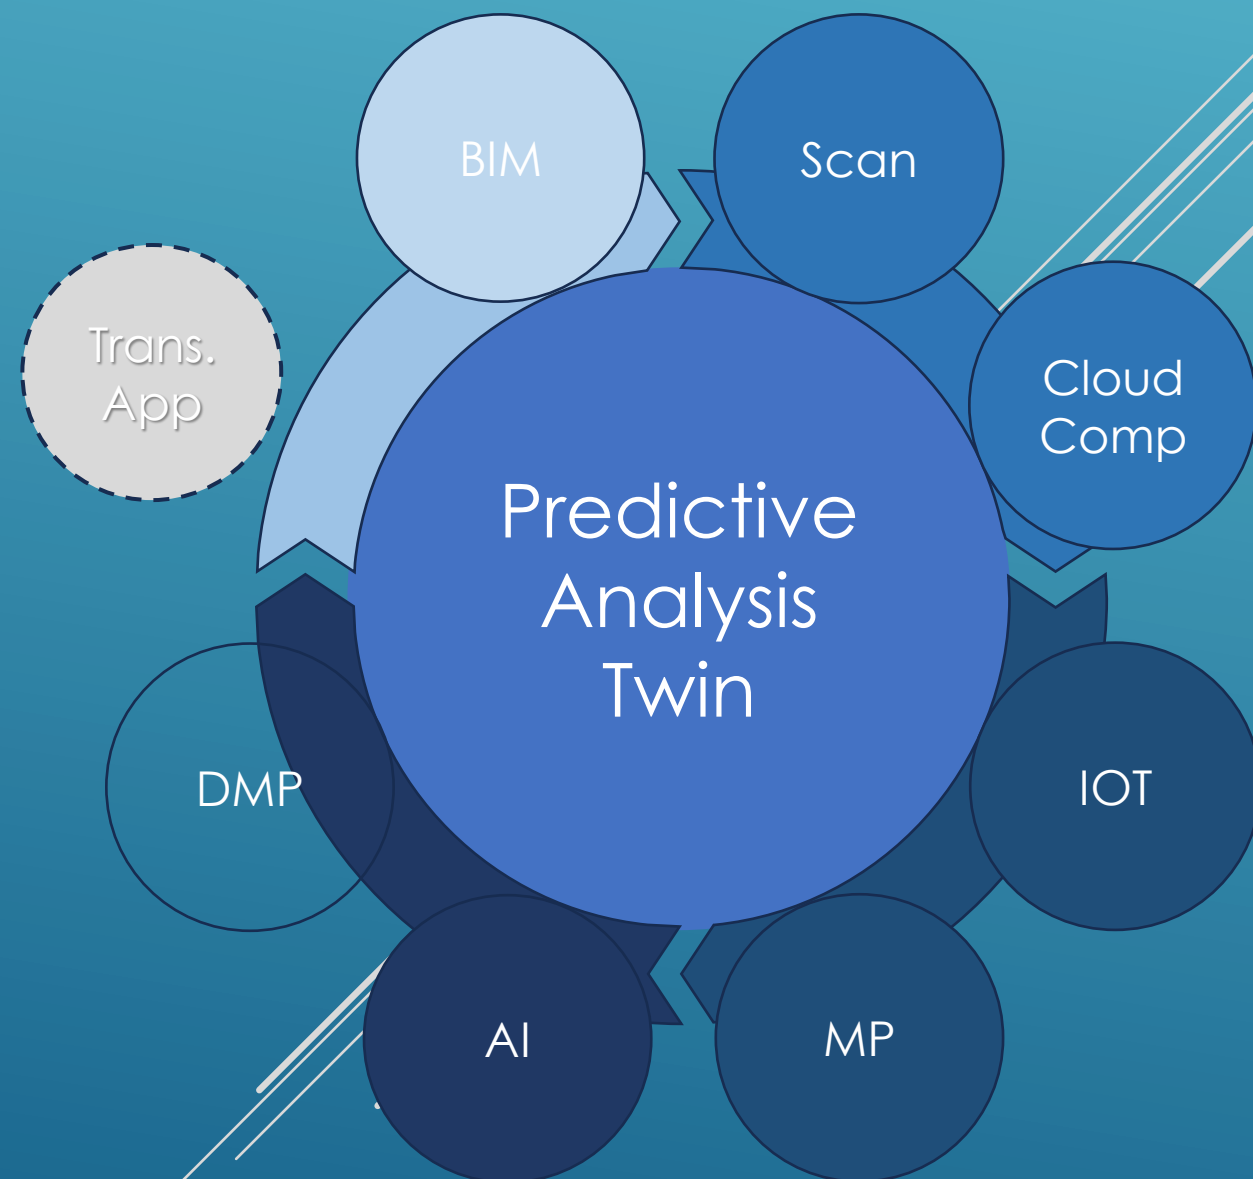 BIM
Scan
Trans.
App
Cloud
Comp
Predictive
Analysis
Twin
DMP
IOT
AI
MP